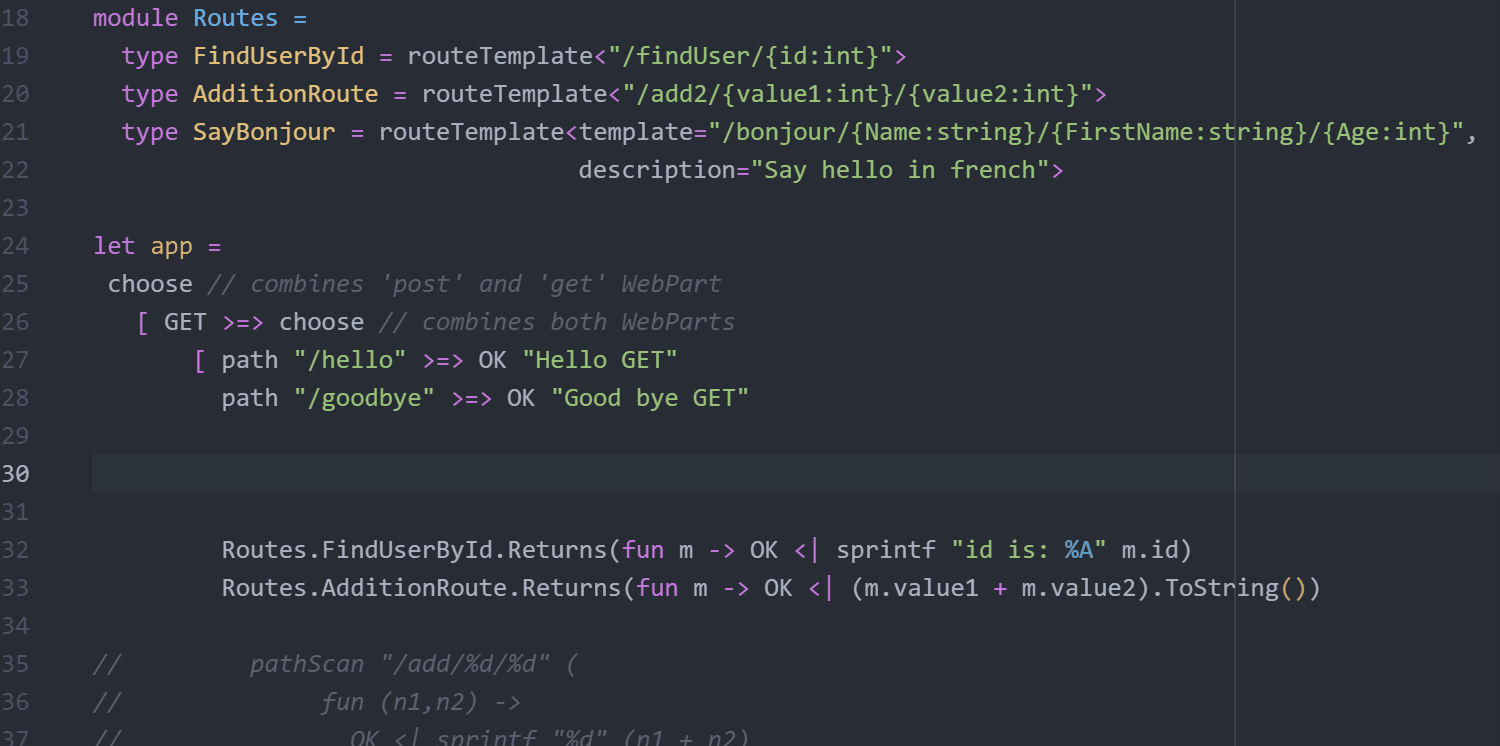 18 module Routes =
19 type FindUserById = routeTemplate<"/findUser/{id:int}">
20 type AdditionRoute = routeTemplate<"/add2/{value1:int}/{value2:int}">
21 type SayBonjour = routeTemplate<template="/bonjour/{Name:string}/{FirstName:string}/{Age:int}",
22 description="Say hello in french">
23
24 let app =
25 choose // combines 'post' and 'get' WebPart
26 [ GET >=> choose // combines both WebParts
27 [ path "/hello" >=> OK "Hello GET"
28 path "/goodbye" >=> OK "Good bye GET"
29
30
31
32 Routes.FindUserById.Returns(fun m -> OK <| sprintf "id is: %A" m.id)
33 Routes.AdditionRoute.Returns(fun m -> OK <| (m.value1 + m.value2).ToString())
34
35 // pathScan "/add/%d/%d" (
36 // fun (n1,n2) ->
37 // OK <| sprintf "%d" (n1 + n2)